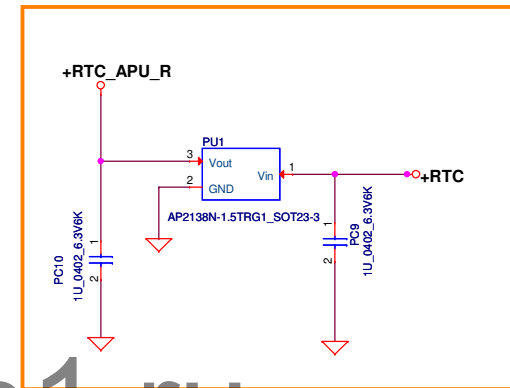 +RTC_APU_R
PU1
3
Vout
Vin
1
+RTC
2
GND
AP2138N-1.5TRG1_SOT23-3
PC10
1U_0402_6.3V6K
1
2
1
2
PC9
1U_0402_6.3V6K